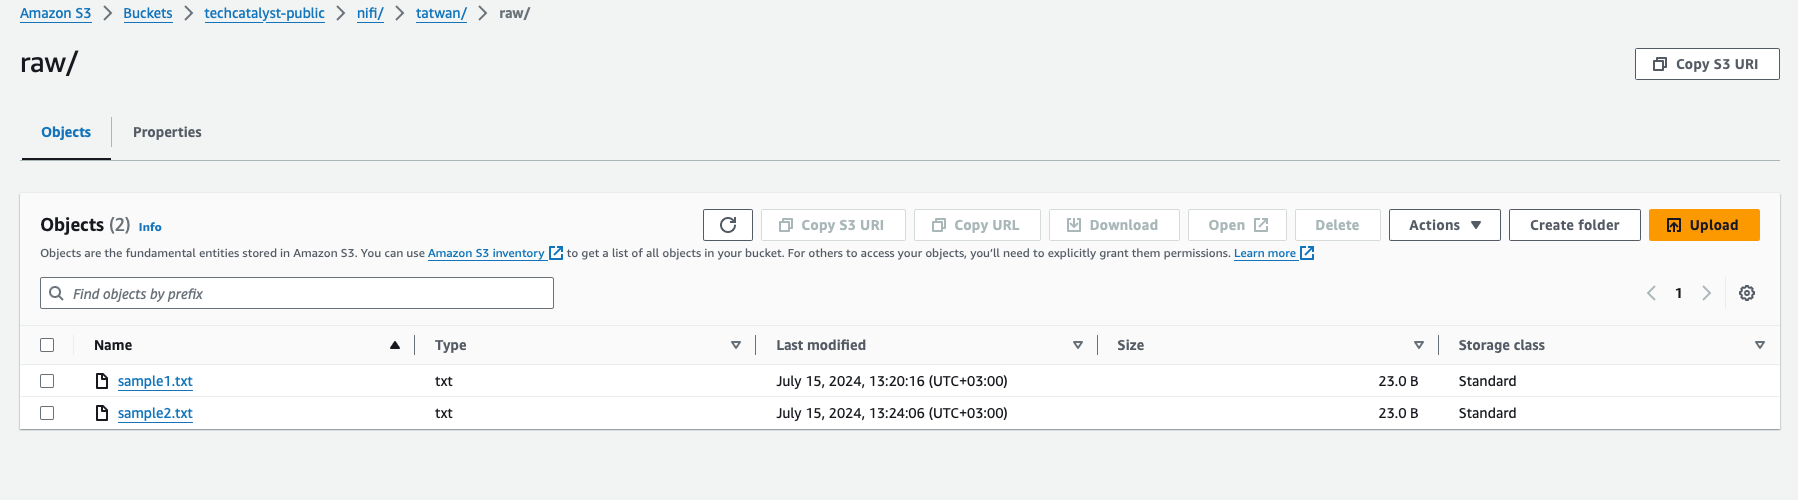 Amazon S3 > Buckets > techcatalyst-public > nifi/ > tatwan/ > raw/
raw/
Copy S3 URI
Objects Properties
Objects (2) Info
Copy S3 URI Copy URL Download Open Delete Actions Create folder Upload
Objects are the fundamental entities stored in Amazon S3. You can use Amazon S3 inventory to get a list of all objects in your bucket. For others to access your objects, you'll need to explicitly grant them permissions. Learn more
Find objects by prefix
1
Name Type Last modified Size Storage class
sample1.txt txt July 15, 2024, 13:20:16 (UTC+03:00) 23.0 B Standard
sample2.txt txt July 15, 2024, 13:24:06 (UTC+03:00) 23.0 B Standard